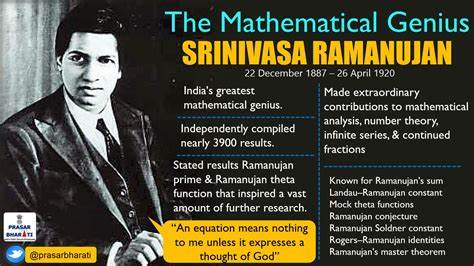 The Mathematical Genius
SRINIVASA RAMANUJAN
22 December 1887 – 26 April 1920
India's greatest
mathematical genius.
Independently compiled
nearly 3900 results.
Stated results Ramanujan
prime & Ramanujan theta
function that inspired a vast
amount of further research.
"An equation means nothing
to me unless it expresses a
thought of God"
Made extraordinary
contributions to mathematical
analysis, number theory,
infinite series, & continued
fractions
Known for Ramanujan's sum
Landau–Ramanujan constant
Mock theta functions
Ramanujan conjecture
Ramanujan Soldner constant
Rogers–Ramanujan identities
Ramanujan's master theorem
PRASAR
BHARATI
@prasarbharati